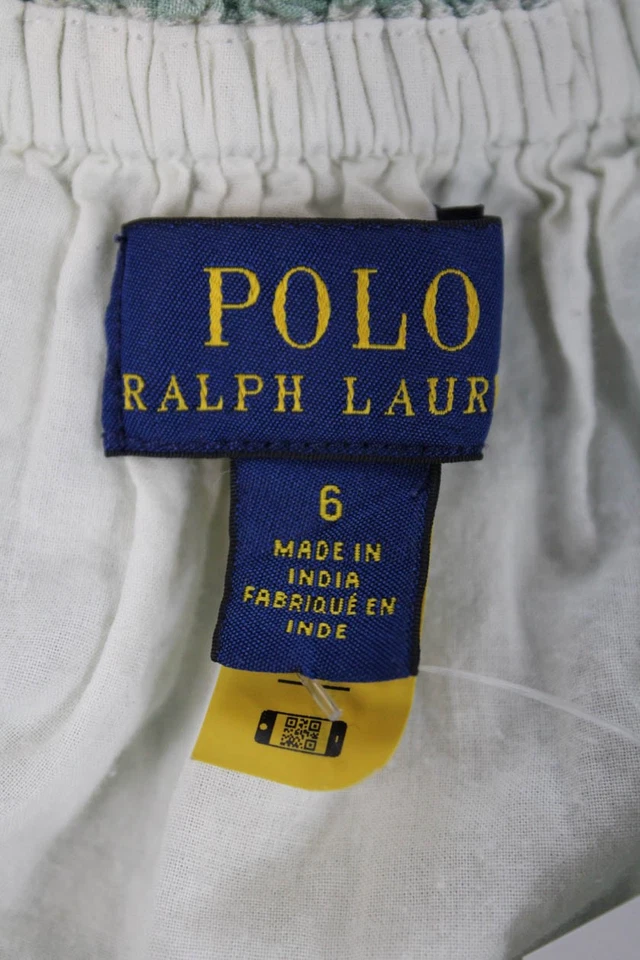 POLO
RALPH LAUR
6
MADE IN
INDIA
FABRIQUÉ EN
INDE